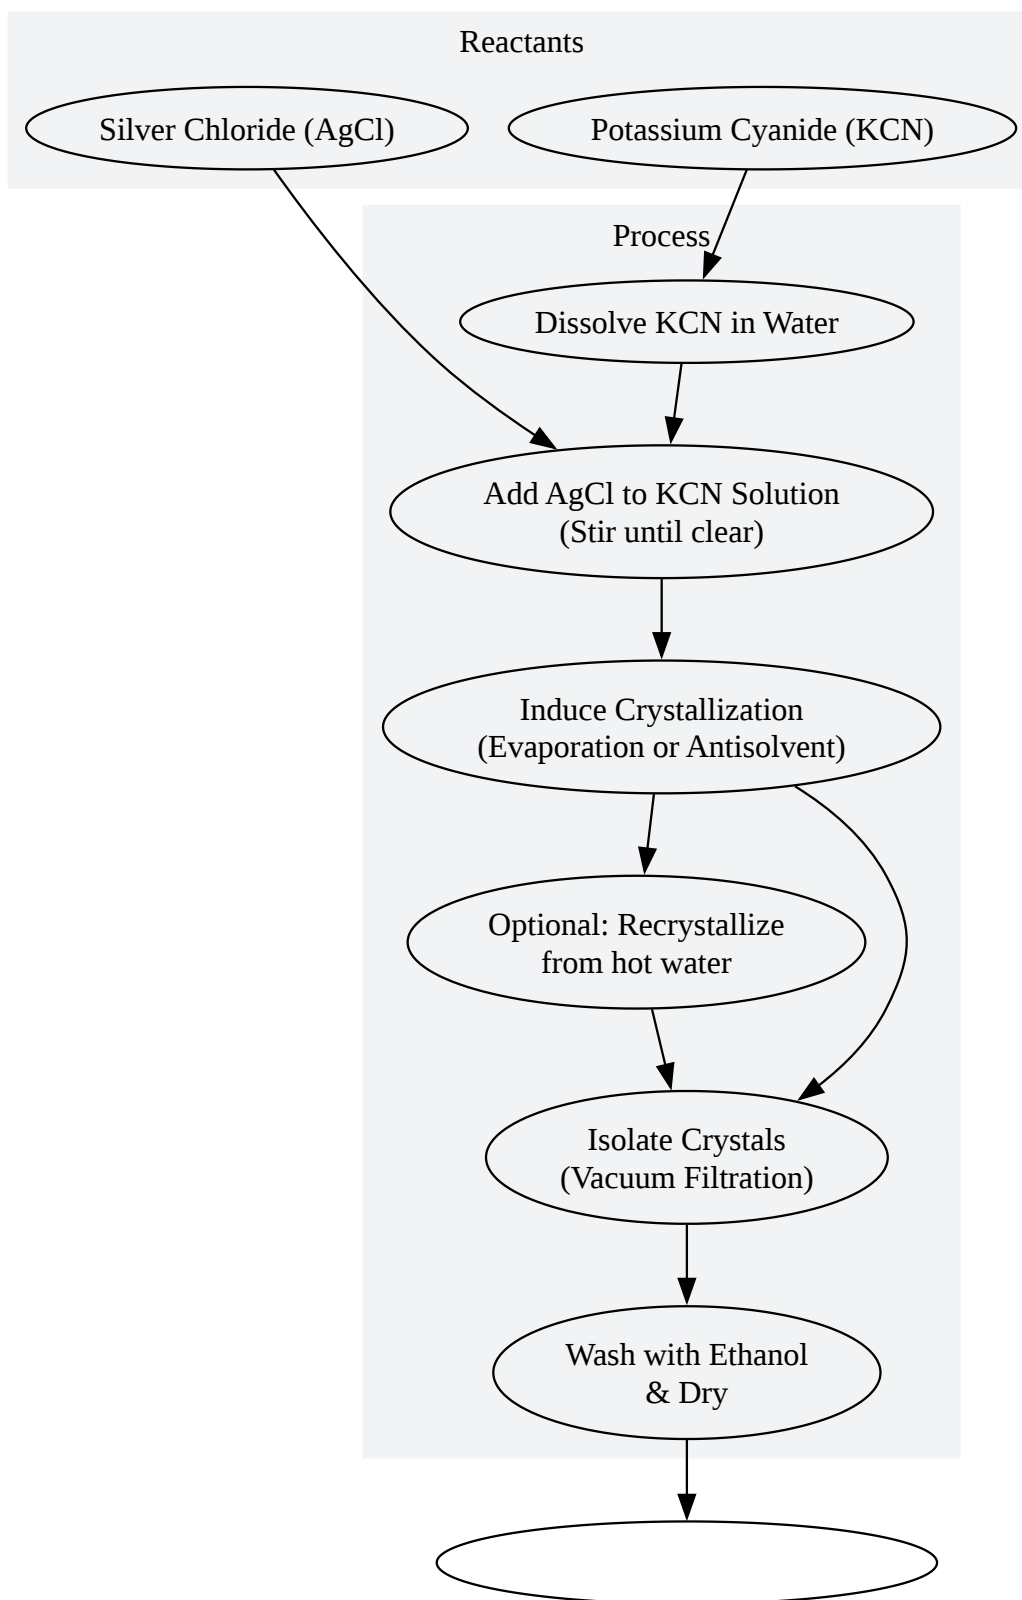 Reactants
Silver Chloride (AgCl)
Potassium Cyanide (KCN)
Process
Dissolve KCN in Water
Add AgCl to KCN Solution
(Stir until clear)
Induce Crystallization
(Evaporation or Antisolvent)
Optional: Recrystallize
from hot water
Isolate Crystals
(Vacuum Filtration)
Wash with Ethanol
& Dry